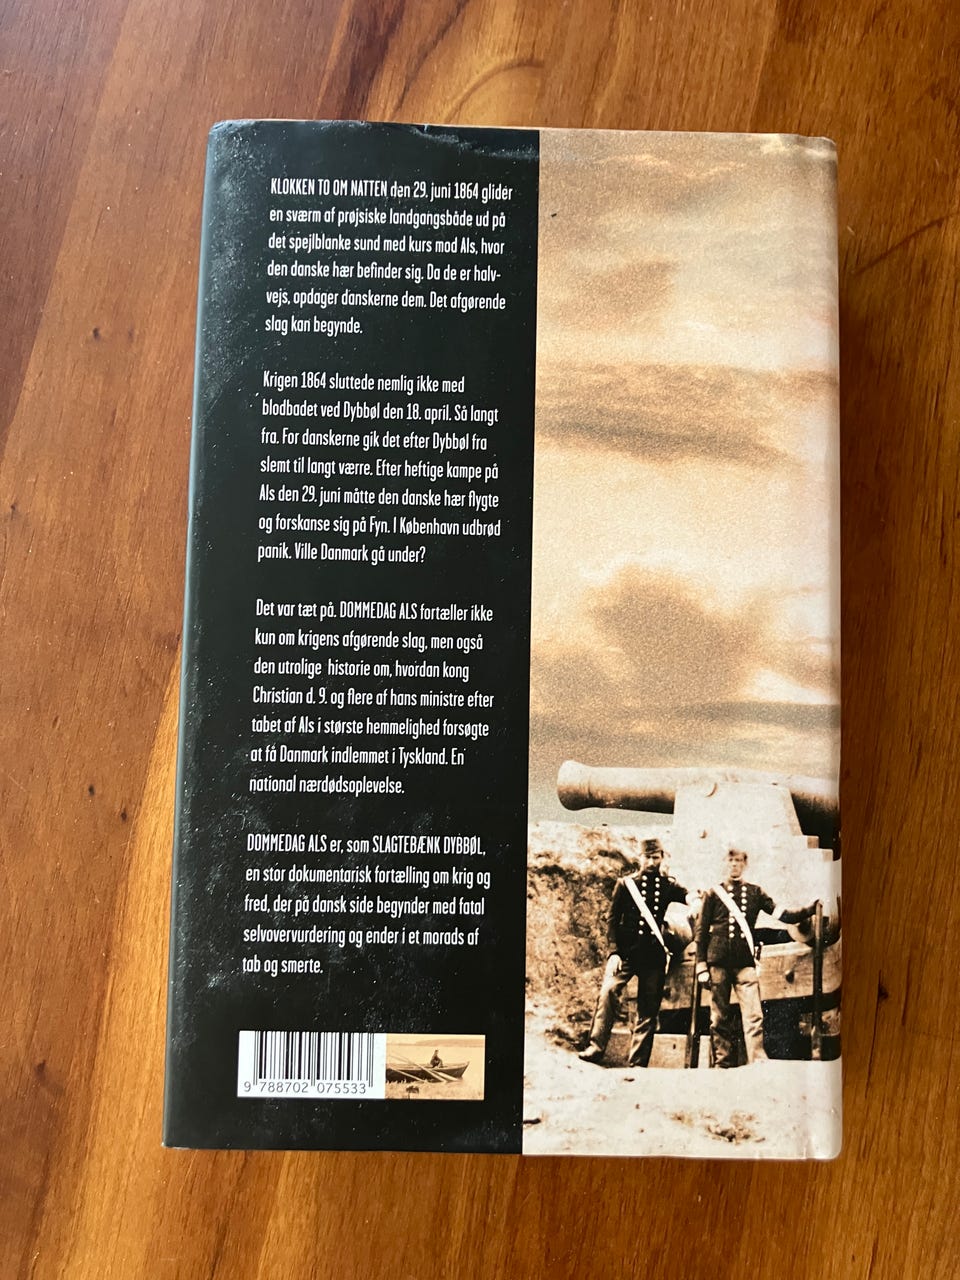 KLOKKEN TO OM NATTEN den 29. juni 1864 glider
en sværm af prøjsiske landgangsbåde ud på
det spejlblanke sund med kurs mod Als, hvor
den danske hær befinder sig. Da de er halv-
vejs, opdager danskerne dem. Det afgørende
slag kan begynde.
Krigen 1864 sluttede nemlig ikke med
blodbadet ved Dybbøl den 18. april. Så langt
fra. For danskerne gik det efter Dybbøl fra
slemt til langt værre. Efter heftige kampe på
Als den 29. juni måtte den danske hær flygte
og forskanse sig på Fyn. I København udbrød
panik. Ville Danmark gå under?
Det var tæt på. DOMMEDAG ALS fortæller ikke
kun om krigens afgørende slag, men også
den utrolige historie om, hvordan kong
Christian d. 9. og flere af hans ministre efter
tabet af Als i største hemmelighed forsøgte
at få Danmark indlemmet i Tyskland. En
national nærdødsoplevelse.
DOMMEDAG ALS er, som SLAGTEBÆNK DYBBØL,
en stor dokumentarisk fortælling om krig og
fred, der på dansk side begynder med fatal
selvovervurdering og ender i et morads af
tab og smerte.
9 788702 075533